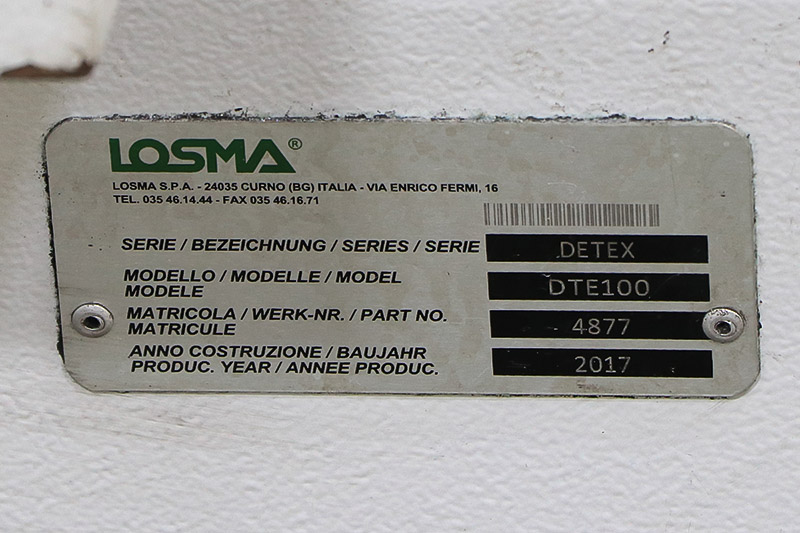 LOSMA®
LOSMA S.P.A. - 24035 CURNO (BG) ITALIA - VIA ENRICO FERMI, 16
TEL. 035 46.14.44 - FAX 035 46.16.71
SERIE / BEZEICHNUNG / SERIES / SERIE DETEX
MODELLO / MODELLE / MODEL
MODELE DTE100
MATRICOLA / WERK-NR. / PART NO.
MATRICULE 4877
ANNO COSTRUZIONE / BAUJAHR
PRODUC. YEAR / ANNEE PRODUC. 2017